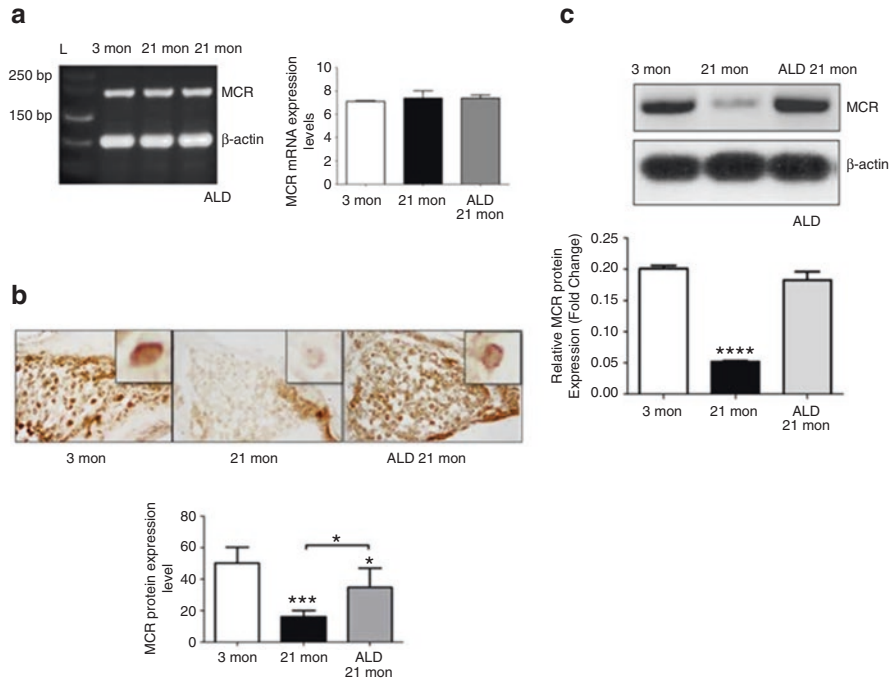 a
L 3 mon 21 mon 21 mon
250 bp
150 bp
MCR
β-actin
ALD
MCR mRNA expression
levels
10
8
6
4
2
0
3 mon 21 mon ALD
21 mon
b
3 mon 21 mon ALD 21 mon
MCR protein expression
level
80
60
40
20
0
*
*
***
3 mon 21 mon ALD
21 mon
c
3 mon 21 mon ALD 21 mon
MCR
β-actin
ALD
Relative MCR protein
Expression (Fold Change)
0.25
0.20
0.15
0.10
0.05
0.00
****
3 mon 21 mon ALD
21 mon